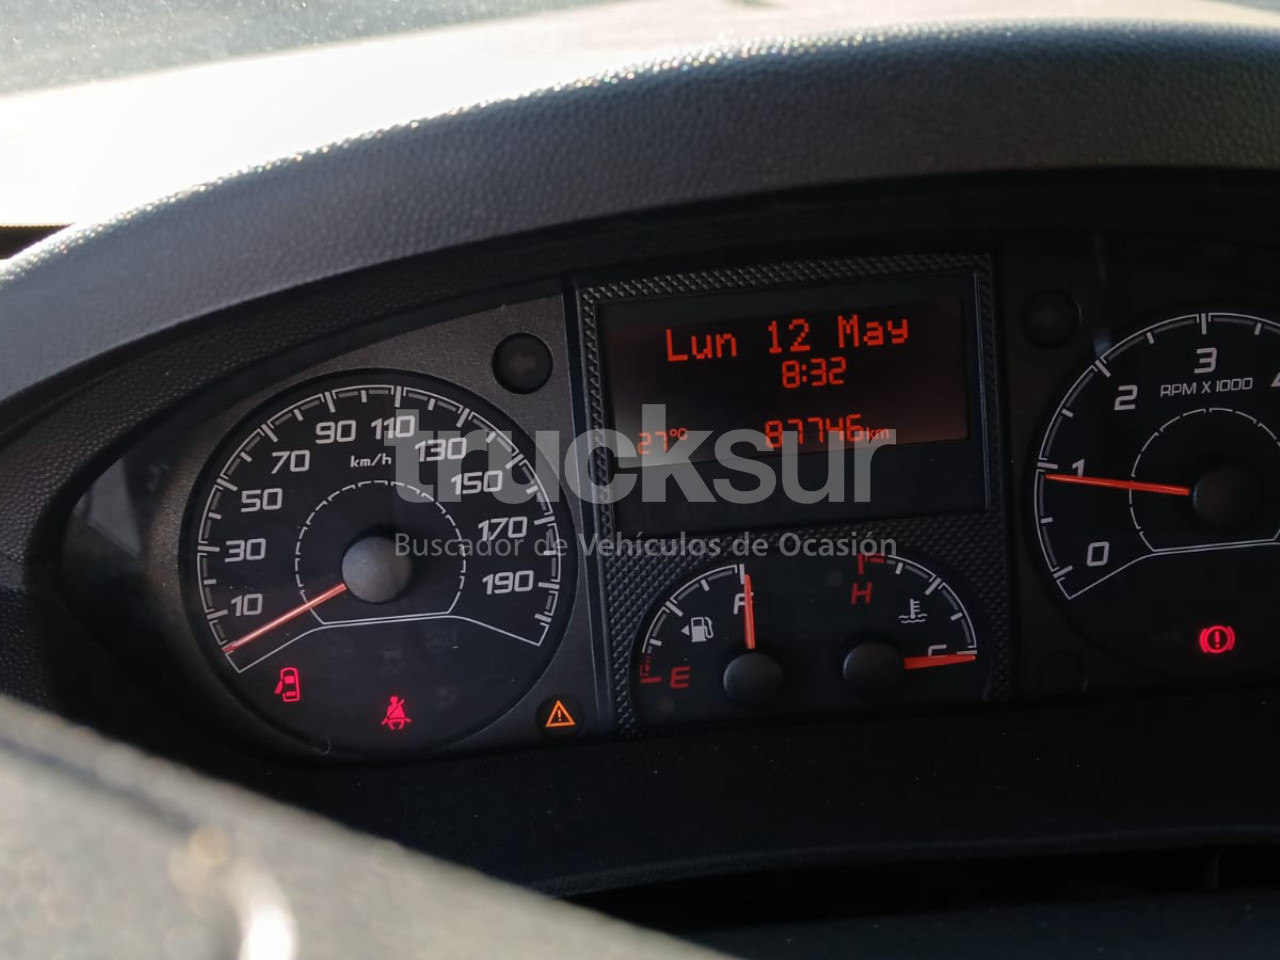 Lun 12 May
8:32
27°C 87746km
trucksur
Buscador de Vehículos de Ocasión
10
30
50
70
90
110
130
150
170
190
km/h
E
F
H
C
0
1
2
3
RPM X 1000